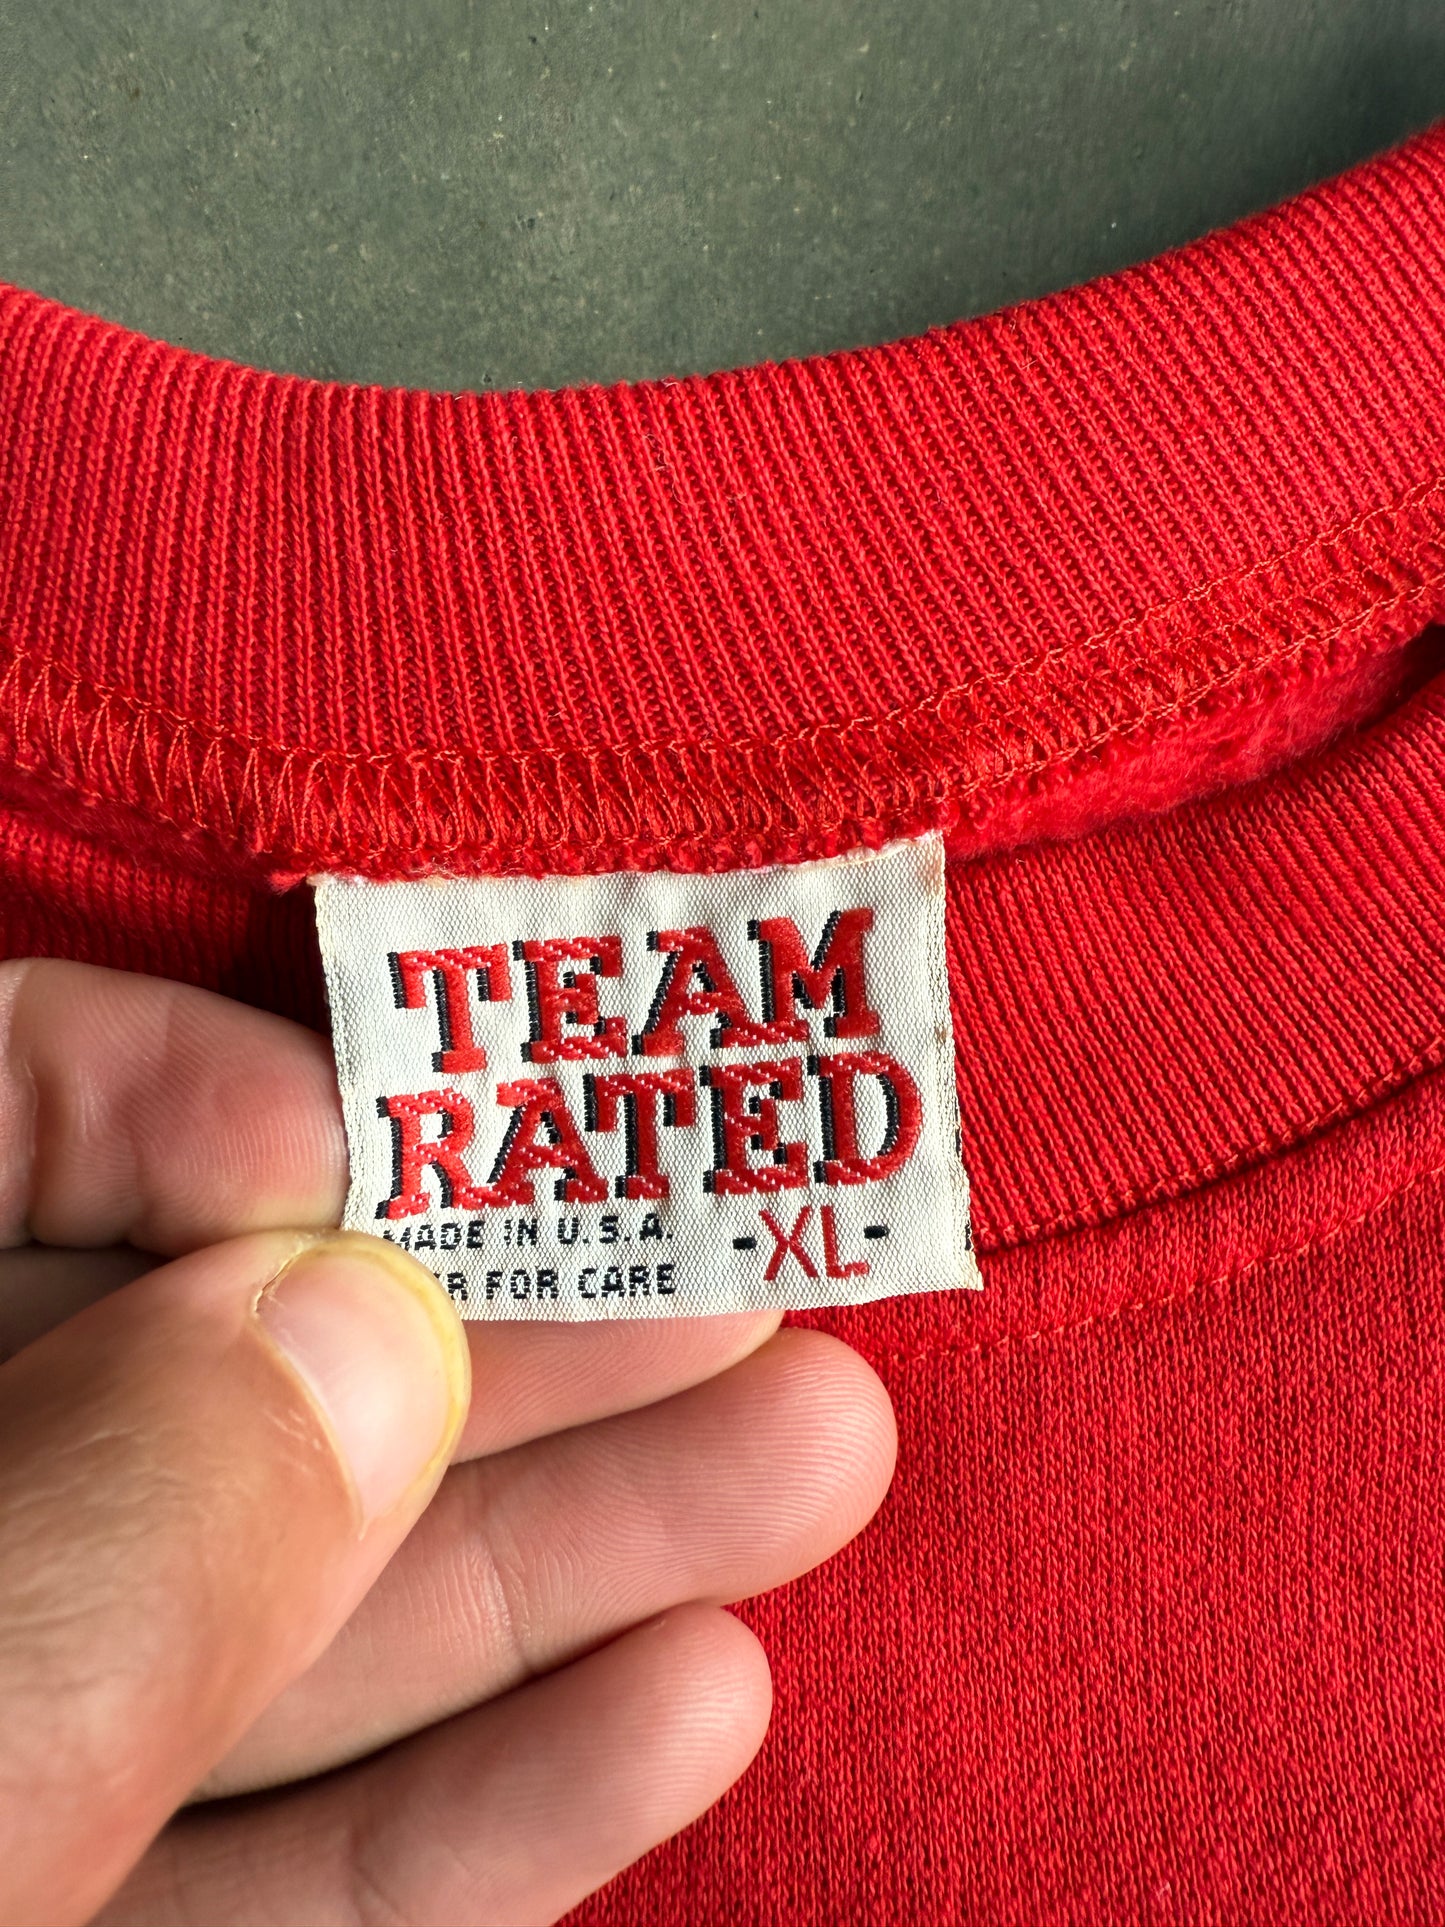 TEAM
RATED
MADE IN U.S.A.
-XL-
FOR CARE